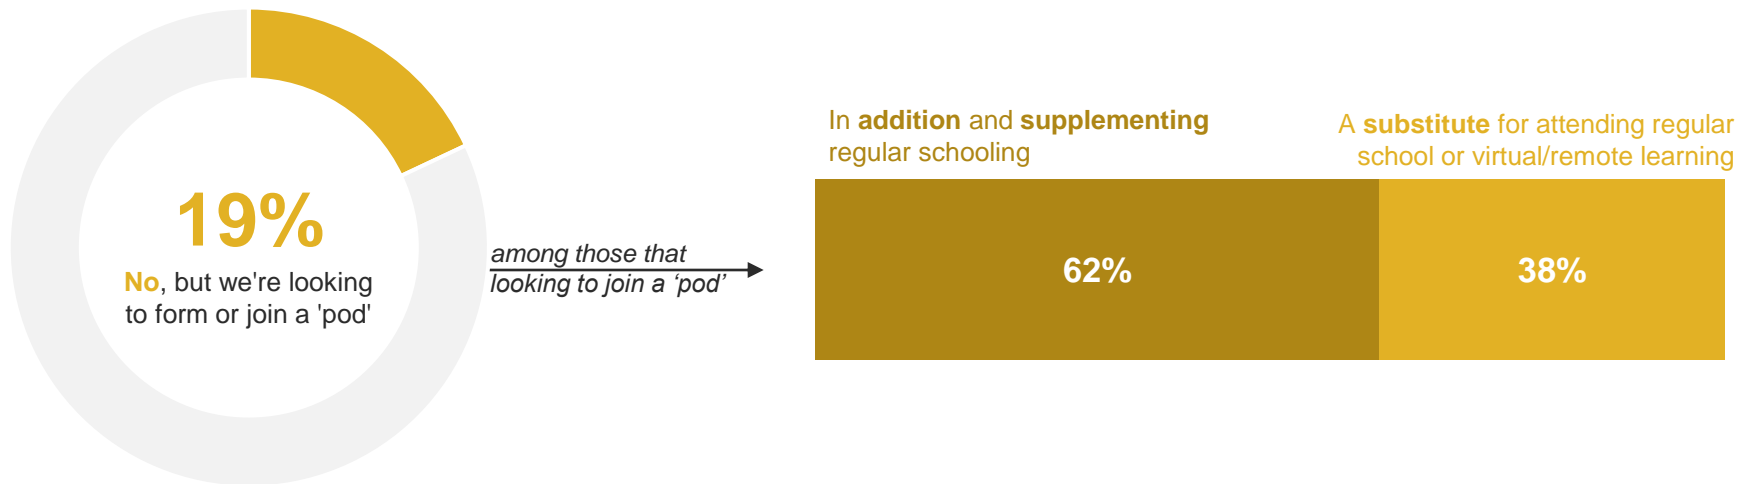 19%
No, but we're looking
to form or join a 'pod'
among those that
looking to join a ‘pod’
In addition and supplementing
regular schooling
A substitute for attending regular
school or virtual/remote learning
62%
38%